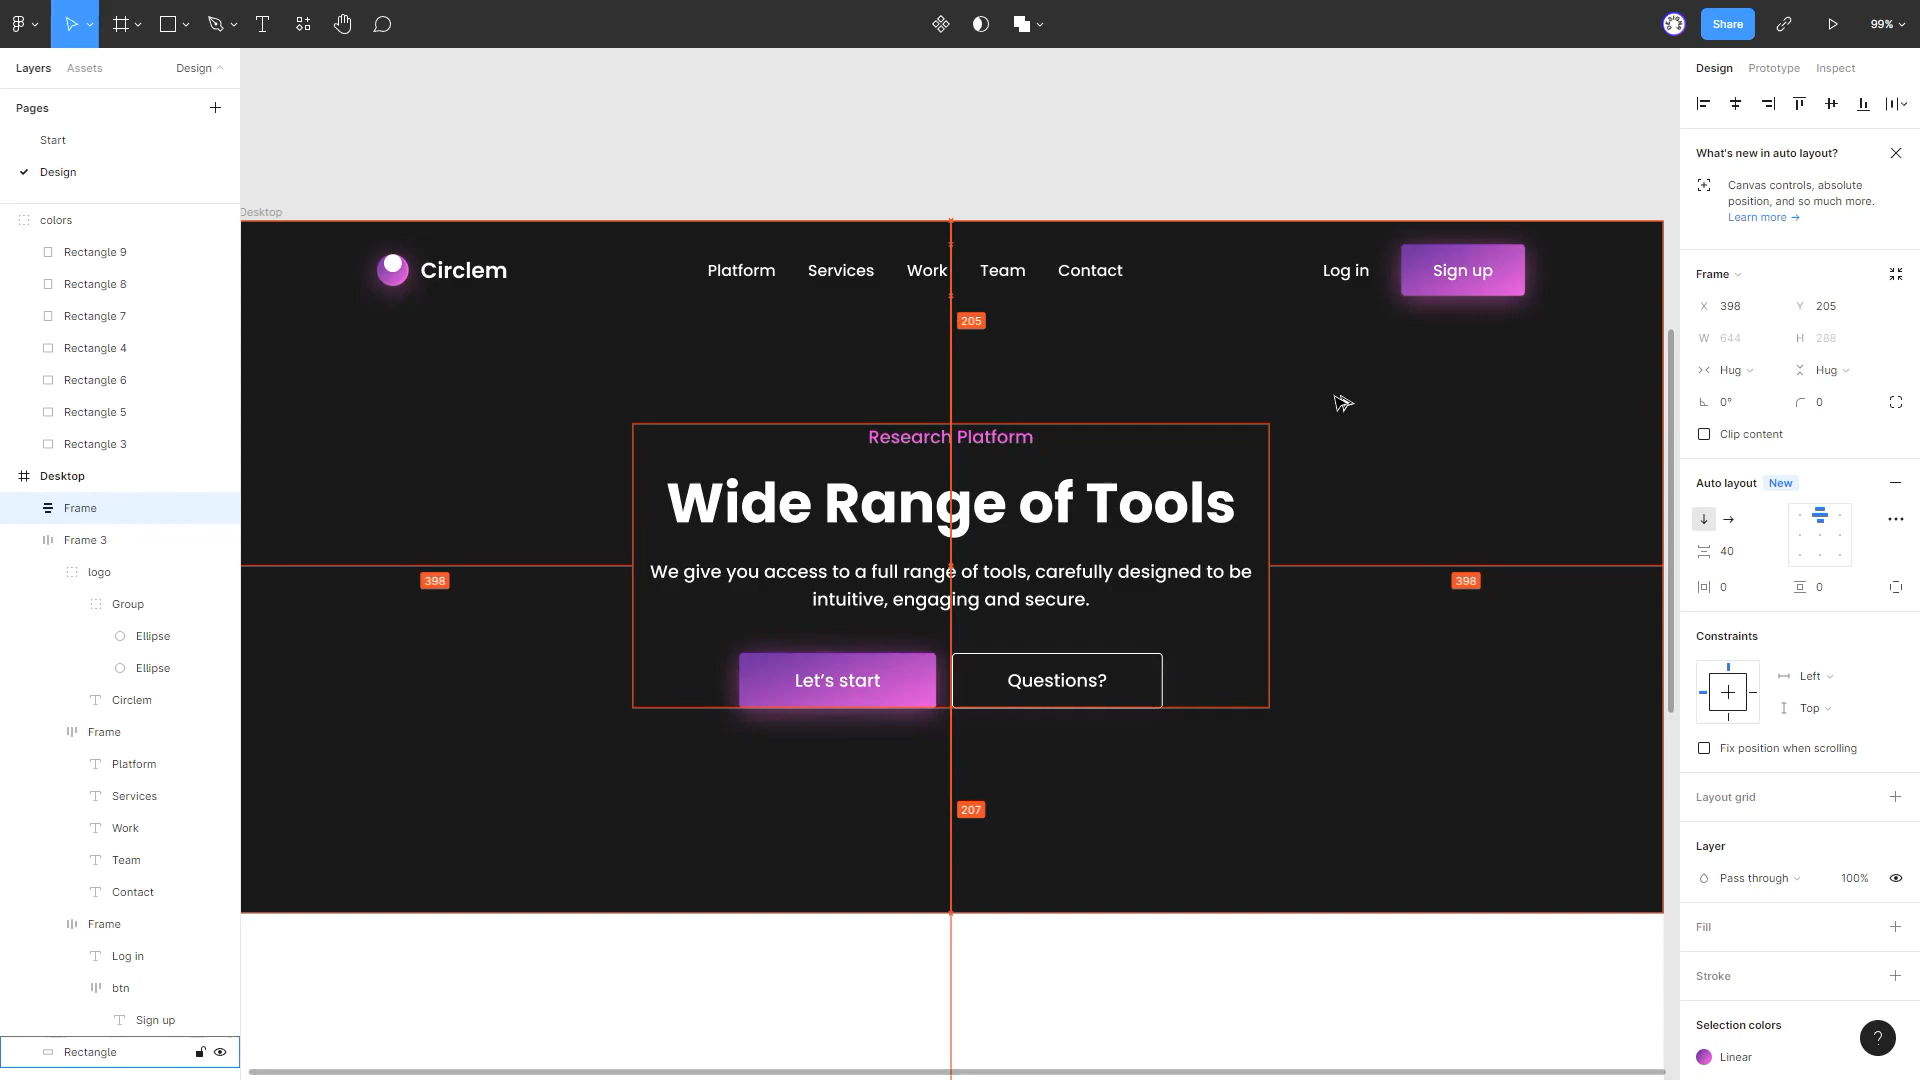 Share
99%
Layers
Assets
Design
Pages
Start
Design
colors
Rectangle 9
Rectangle 8
Rectangle 7
Rectangle 4
Rectangle 6
Rectangle 5
Rectangle 3
Desktop
Frame
Frame 3
logo
Group
Ellipse
Ellipse
Circlem
Frame
Platform
Services
Work
Team
Contact
Frame
Log in
btn
Sign up
Rectangle
Desktop
Circlem
Platform
Services
Work
Team
Contact
Log in
Sign up
205
Research Platform
Wide Range of Tools
We give you access to a full range of tools, carefully designed to be
intuitive, engaging and secure.
398
398
Let’s start
Questions?
207
Design
Prototype
Inspect
What's new in auto layout?
Canvas controls, absolute
position, and so much more.
Learn more →
Frame
X 398
Y 205
W 644
H 288
Hug
Hug
0°
0
Clip content
Auto layout
New
40
0
0
Constraints
Left
Top
Fix position when scrolling
Layout grid
Layer
Pass through
100%
Fill
Stroke
Selection colors
Linear
?